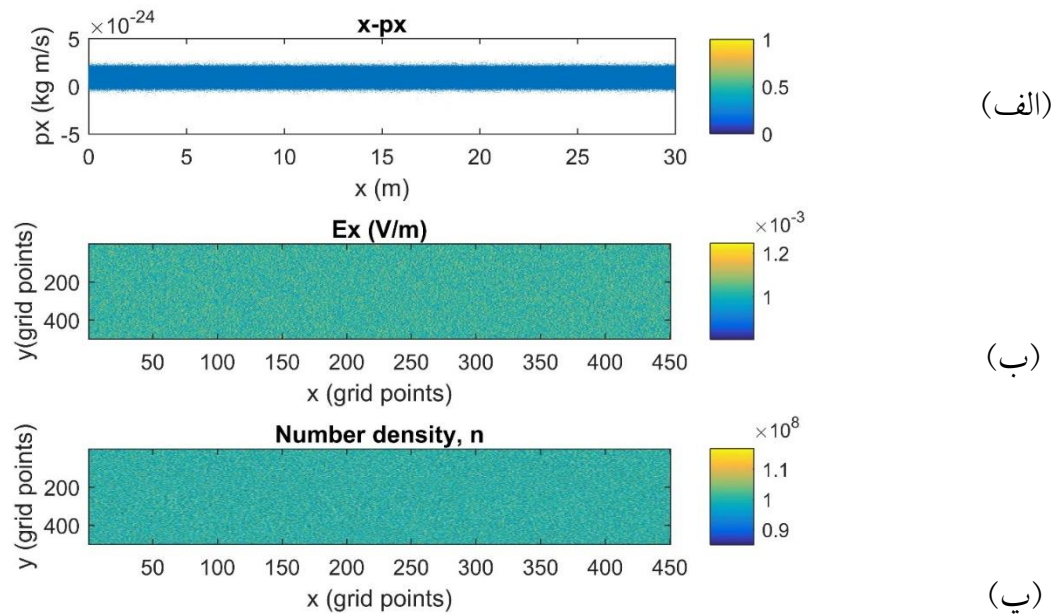 ×10^-24
x-px
px (kg m/s)
5
0
-5
0 5 10 15 20 25 30
x (m)
1
0.5
0
(الف)
Ex (V/m)
×10^-3
y(grid points)
200
400
50 100 150 200 250 300 350 400 450
x (grid points)
1.2
1
(ب)
Number density, n
×10^8
y (grid points)
200
400
50 100 150 200 250 300 350 400 450
x (grid points)
1.1
1
0.9
(پ)